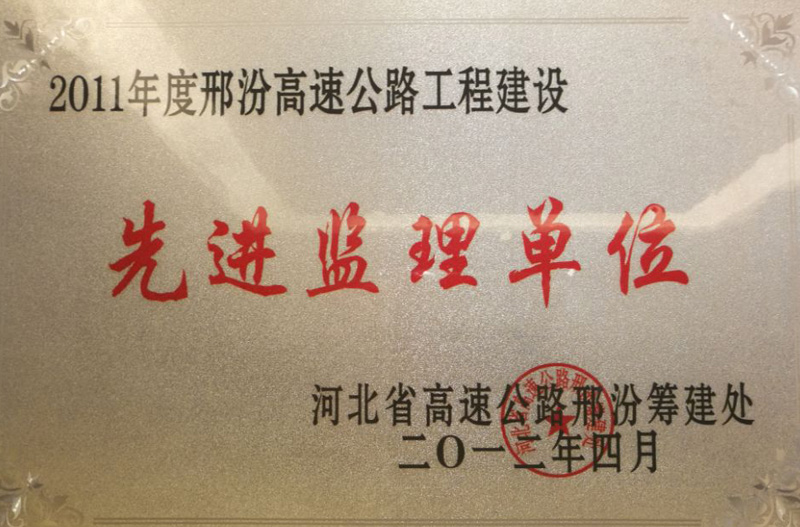 2011年度邢汾高速公路工程建设
先进监理单位
河北省高速公路邢汾筹建处
二〇一二年四月